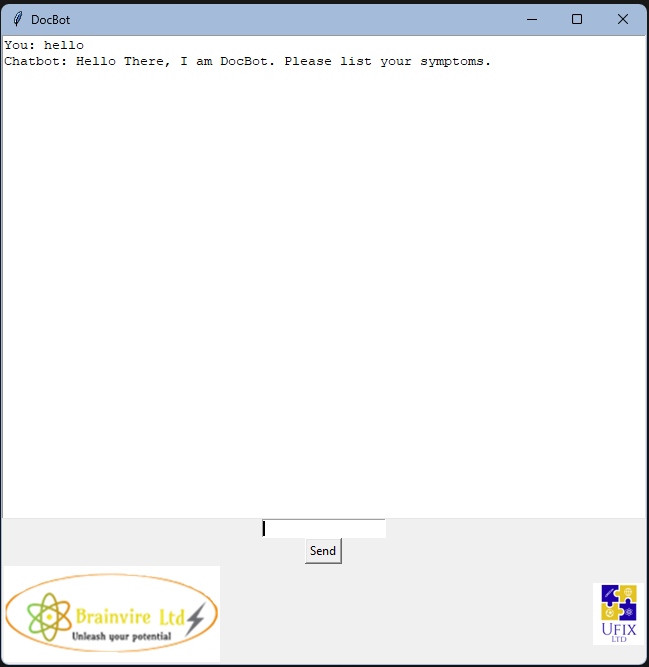 DocBot
You: hello
Chatbot: Hello There, I am DocBot. Please list your symptoms.
Send
Brainvire Ltd
Unleash your potential
UFIX
LTD